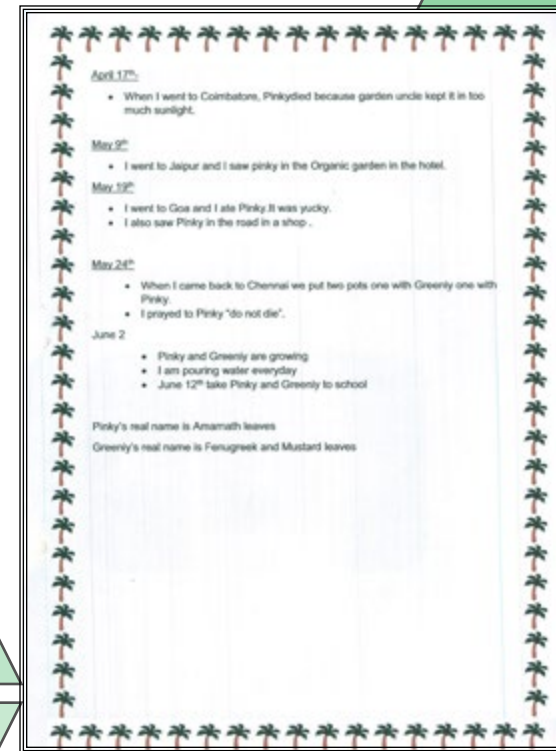 April 17th-
• When I went to Coimbatore, Pinkydied because garden uncle kept it in too
much sunlight.
May 9th
• I went to Jaipur and I saw pinky in the Organic garden in the hotel.
May 19th
• I went to Goa and I ate Pinky.It was yucky.
• I also saw Pinky in the road in a shop .
May 24th
• When I came back to Chennai we put two pots one with Greenly one with
Pinky.
• I prayed to Pinky "do not die".
June 2
• Pinky and Greenly are growing
• I am pouring water everyday
• June 12th take Pinky and Greenly to school
Pinky's real name is Amarnath leaves
Greenly's real name is Fenugreek and Mustard leaves